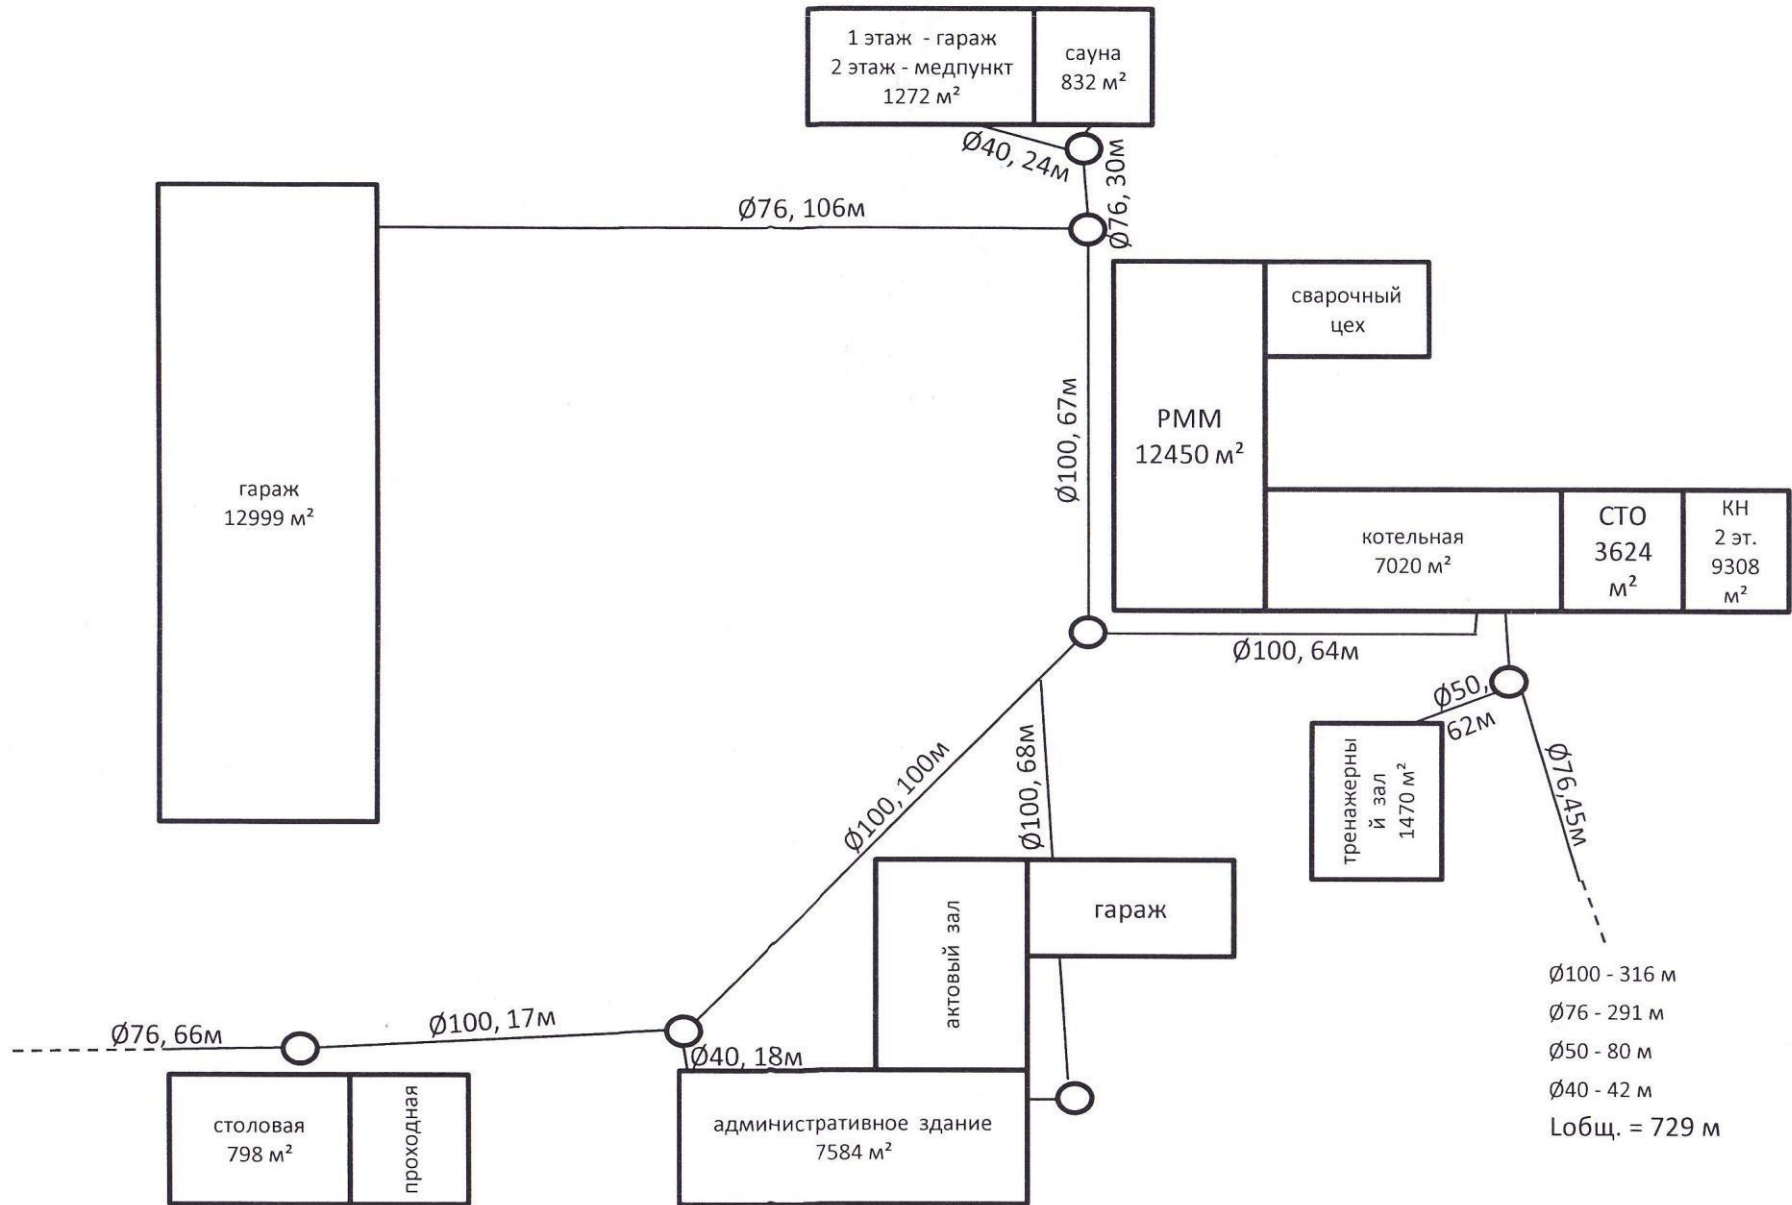 1 этаж - гараж
2 этаж - медпункт
1272 м²
сауна
832 м²
Ø40, 24м
Ø76, 30м
Ø76, 106м
гараж
12999 м²
сварочный
цех
РММ
12450 м²
Ø100, 67м
котельная
7020 м²
СТО
3624
м²
КН
2 эт.
9308
м²
Ø100, 64м
Ø50,
62м
тренажерны
й зал
1470 м²
Ø76,45м
Ø100, 100м
Ø100, 68м
актовый зал
гараж
Ø76, 66м
Ø100, 17м
Ø40, 18м
столовая
798 м²
проходная
административное здание
7584 м²
Ø100 - 316 м
Ø76 - 291 м
Ø50 - 80 м
Ø40 - 42 м
Lобщ. = 729 м